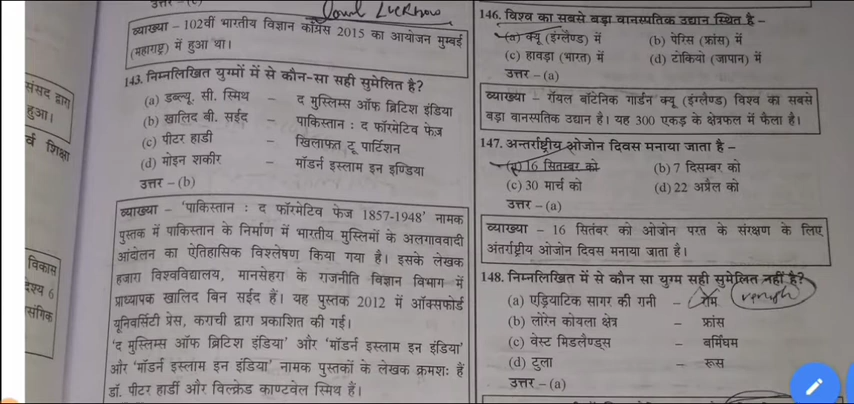 उत्तर – (c)
Lucknow
व्याख्या – 102वीं भारतीय विज्ञान काँग्रेस 2015 का आयोजन मुम्बई
(महाराष्ट्र) में हुआ था।
143. निम्नलिखित युग्मों में से कौन-सा सही सुमेलित है?
(a) डब्ल्यू. सी. स्मिथ – द मुस्लिम्स ऑफ ब्रिटिश इंडिया
(b) खालिद बी. सईद – पाकिस्तान : द फॉरमेटिव फेज़
(c) पीटर हार्डी – खिलाफत टू पार्टिशन
(d) मोइन शकीर – मॉडर्न इस्लाम इन इण्डिया
उत्तर – (b)
व्याख्या – 'पाकिस्तान : द फॉरमेटिव फेज 1857-1948' नामक
पुस्तक में पाकिस्तान के निर्माण में भारतीय मुस्लिमों के अलगाववादी
आंदोलन का ऐतिहासिक विश्लेषण किया गया है। इसके लेखक
हजारा विश्वविद्यालय, मानसेहरा के राजनीति विज्ञान विभाग में
प्राध्यापक खालिद बिन सईद हैं। यह पुस्तक 2012 में ऑक्सफोर्ड
यूनिवर्सिटी प्रेस, कराची द्वारा प्रकाशित की गई।
'द मुस्लिम्स ऑफ ब्रिटिश इंडिया' और 'मॉडर्न इस्लाम इन इंडिया'
और 'मॉडर्न इस्लाम इन इंडिया' नामक पुस्तकों के लेखक क्रमशः हैं
डॉ. पीटर हार्डी और विल्फ्रेड काण्टवेल स्मिथ हैं।
संसद द्वारा
हुआ।
र्व शिक्षा
विकास
देश्य 6
संगिक
146. विश्व का सबसे बड़ा वानस्पतिक उद्यान स्थित है –
(a) क्यू (इंग्लैण्ड) में (b) पेरिस (फ्रांस) में
(c) हावड़ा (भारत) में (d) टोकियो (जापान) में
उत्तर – (a)
व्याख्या – रॉयल बॉटेनिक गार्डन क्यू (इंग्लैण्ड) विश्व का सबसे
बड़ा वानस्पतिक उद्यान है। यह 300 एकड़ के क्षेत्रफल में फैला है।
147. अन्तर्राष्ट्रीय ओजोन दिवस मनाया जाता है –
(a) 16 सितम्बर को (b) 7 दिसम्बर को
(c) 30 मार्च को (d) 22 अप्रैल को
उत्तर – (a)
व्याख्या – 16 सितंबर को ओजोन परत के संरक्षण के लिए
अंतर्राष्ट्रीय ओजोन दिवस मनाया जाता है।
148. निम्नलिखित में से कौन सा युग्म सही सुमेलित नहीं है?
(a) एड्रियाटिक सागर की रानी – रोम
(b) लोरेन कोयला क्षेत्र – फ्रांस
(c) वेस्ट मिडलैण्ड्स – बर्मिंघम
(d) टुला – रूस
उत्तर – (a)